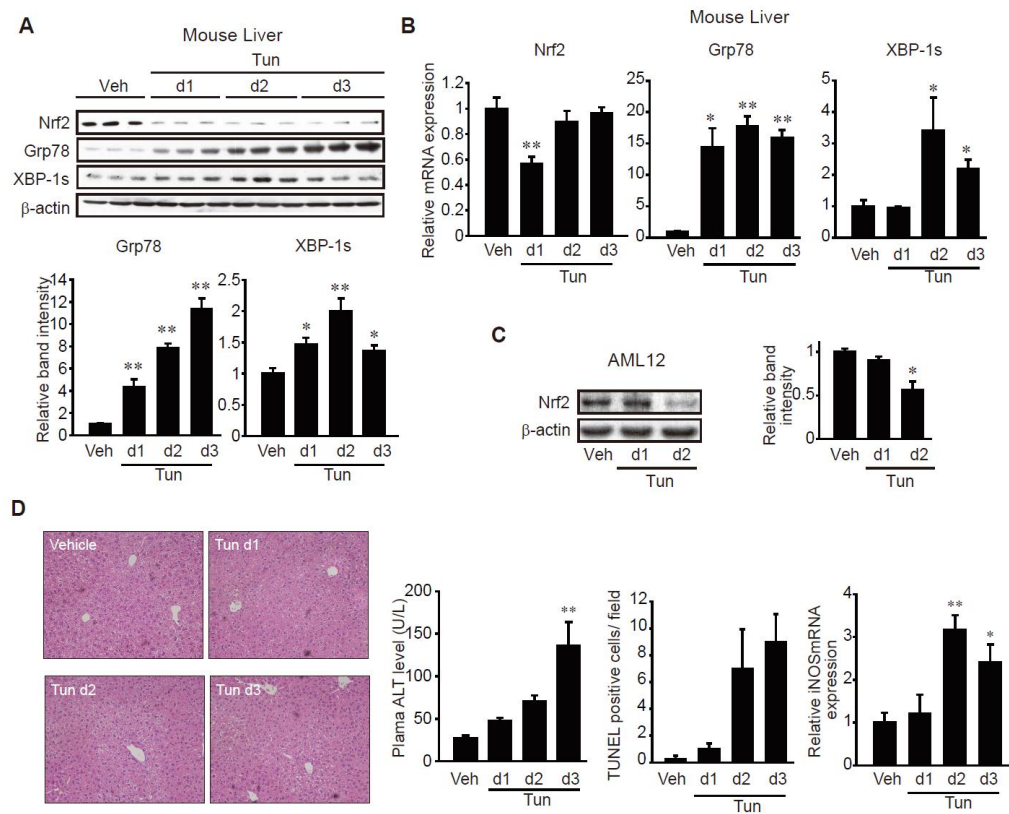 A
Mouse Liver
Tun
Veh d1 d2 d3
Nrf2
Grp78
XBP-1s
β-actin
Grp78 XBP-1s
Relative band intensity
14
12
10
8
6
4
2
0
** ** **
Veh d1 d2 d3
Tun
2.5
2
1.5
1
0.5
0
* ** *
Veh d1 d2 d3
Tun
B
Mouse Liver
Nrf2 Grp78 XBP-1s
Relative mRNA expression
1.2
1
0.8
0.6
0.4
0.2
0
**
Veh d1 d2 d3
Tun
25
20
15
10
5
0
* ** **
Veh d1 d2 d3
Tun
5
4
3
2
1
0
* *
Veh d1 d2 d3
Tun
C
AML12
Nrf2
β-actin
Veh d1 d2
Tun
Relative band
intensity
1
0.5
0
*
Veh d1 d2
Tun
D
Vehicle Tun d1
Tun d2 Tun d3
Plasma ALT level (U/L)
200
150
100
50
0
**
Veh d1 d2 d3
Tun
TUNEL positive cells/ field
12
10
8
6
4
2
0
Veh d1 d2 d3
Tun
Relative iNOSmRNA
expression
4
3
2
1
0
** *
Veh d1 d2 d3
Tun